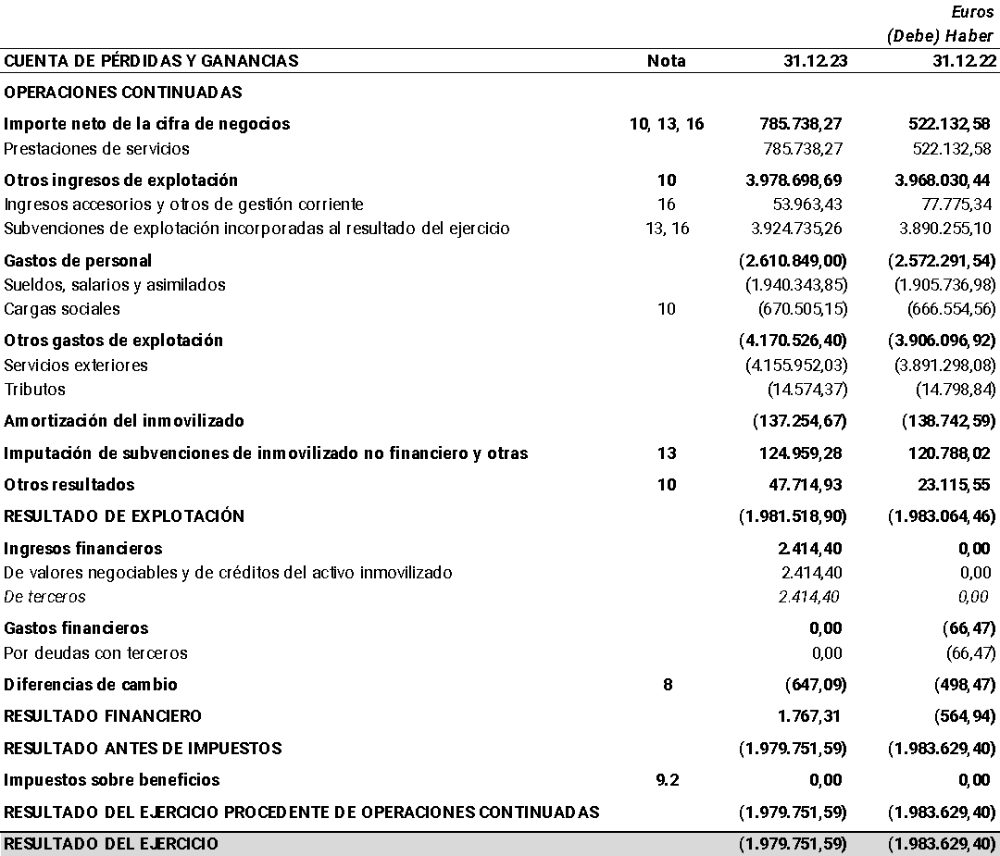 Euros
(Debe) Haber
CUENTA DE PÉRDIDAS Y GANANCIAS Nota 31.12.23 31.12.22
OPERACIONES CONTINUADAS
Importe neto de la cifra de negocios 10, 13, 16 785.738,27 522.132,58
Prestaciones de servicios 785.738,27 522.132,58
Otros ingresos de explotación 10 3.978.698,69 3.968.030,44
Ingresos accesorios y otros de gestión corriente 16 53.963,43 77.775,34
Subvenciones de explotación incorporadas al resultado del ejercicio 13, 16 3.924.735,26 3.890.255,10
Gastos de personal (2.610.849,00) (2.572.291,54)
Sueldos, salarios y asimilados (1.940.343,85) (1.905.736,98)
Cargas sociales 10 (670.505,15) (666.554,56)
Otros gastos de explotación (4.170.526,40) (3.906.096,92)
Servicios exteriores (4.155.952,03) (3.891.298,08)
Tributos (14.574,37) (14.798,84)
Amortización del inmovilizado (137.254,67) (138.742,59)
Imputación de subvenciones de inmovilizado no financiero y otras 13 124.959,28 120.788,02
Otros resultados 10 47.714,93 23.115,55
RESULTADO DE EXPLOTACIÓN (1.981.518,90) (1.983.064,46)
Ingresos financieros 2.414,40 0,00
De valores negociables y de créditos del activo inmovilizado 2.414,40 0,00
De terceros 2.414,40 0,00
Gastos financieros 0,00 (66,47)
Por deudas con terceros 0,00 (66,47)
Diferencias de cambio 8 (647,09) (498,47)
RESULTADO FINANCIERO 1.767,31 (564,94)
RESULTADO ANTES DE IMPUESTOS (1.979.751,59) (1.983.629,40)
Impuestos sobre beneficios 9.2 0,00 0,00
RESULTADO DEL EJERCICIO PROCEDENTE DE OPERACIONES CONTINUADAS (1.979.751,59) (1.983.629,40)
RESULTADO DEL EJERCICIO (1.979.751,59) (1.983.629,40)